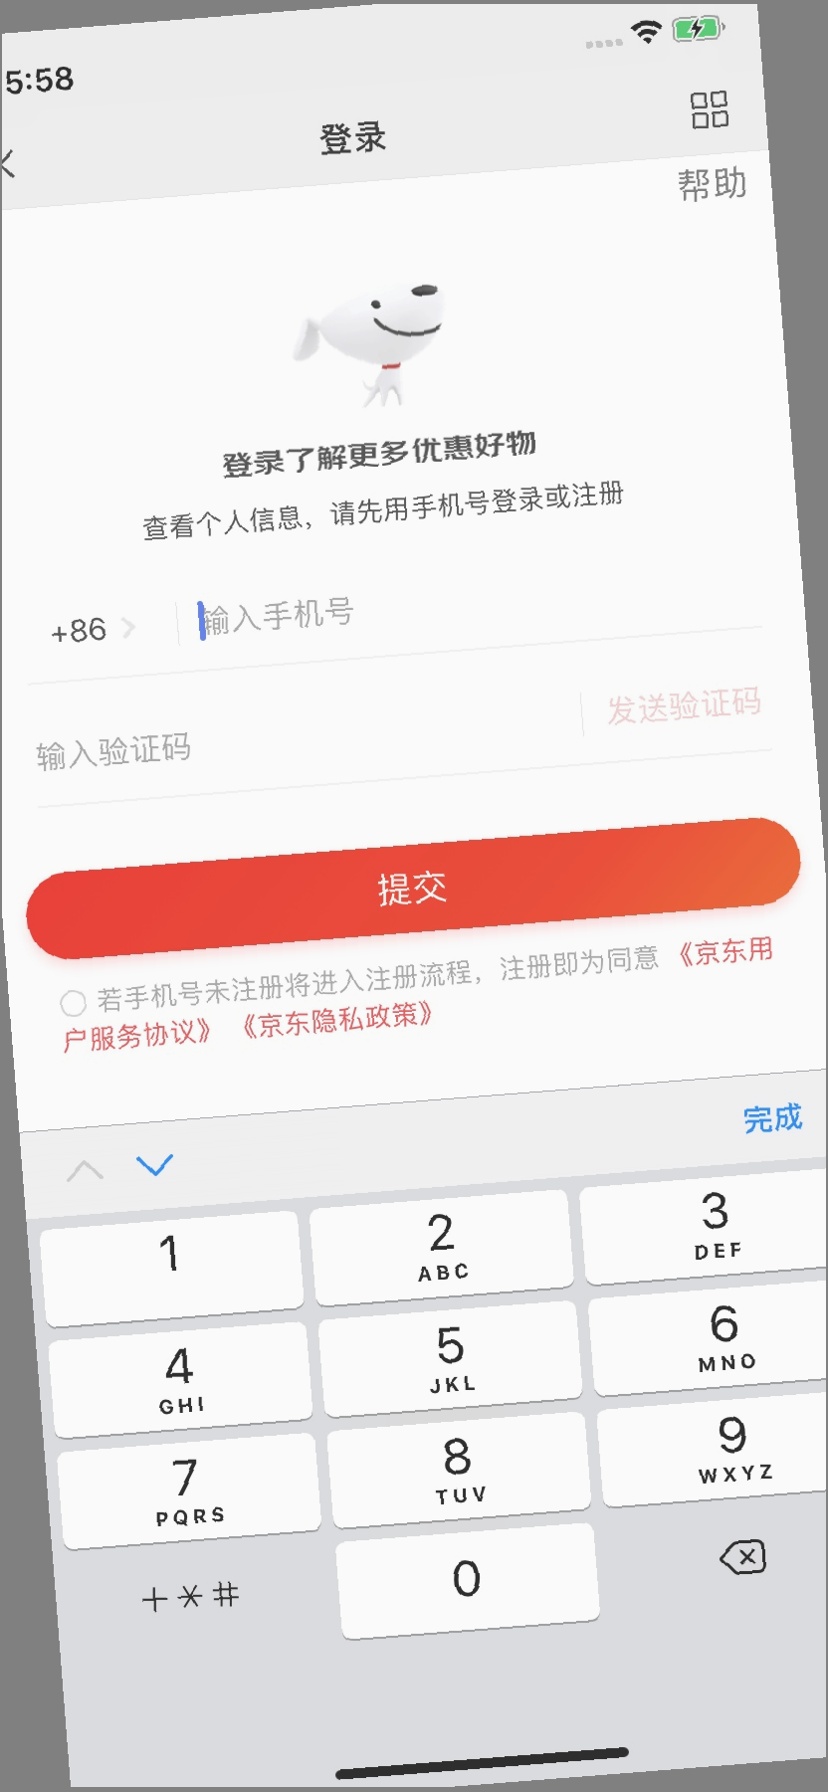 5:58
登录
帮助
登录了解更多优惠好物
查看个人信息，请先用手机号登录或注册
+86 输入手机号
输入验证码 发送验证码
提交
若手机号未注册将进入注册流程，注册即为同意 《京东用
户服务协议》 《京东隐私政策》
完成
1 2 3
ABC DEF
4 5 6
GHI JKL MNO
7 8 9
PQRS TUV WXYZ
+*# 0